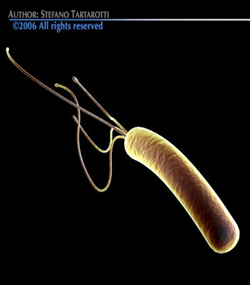 Author: Stefano Tartarotti
©2006 All rights reserved